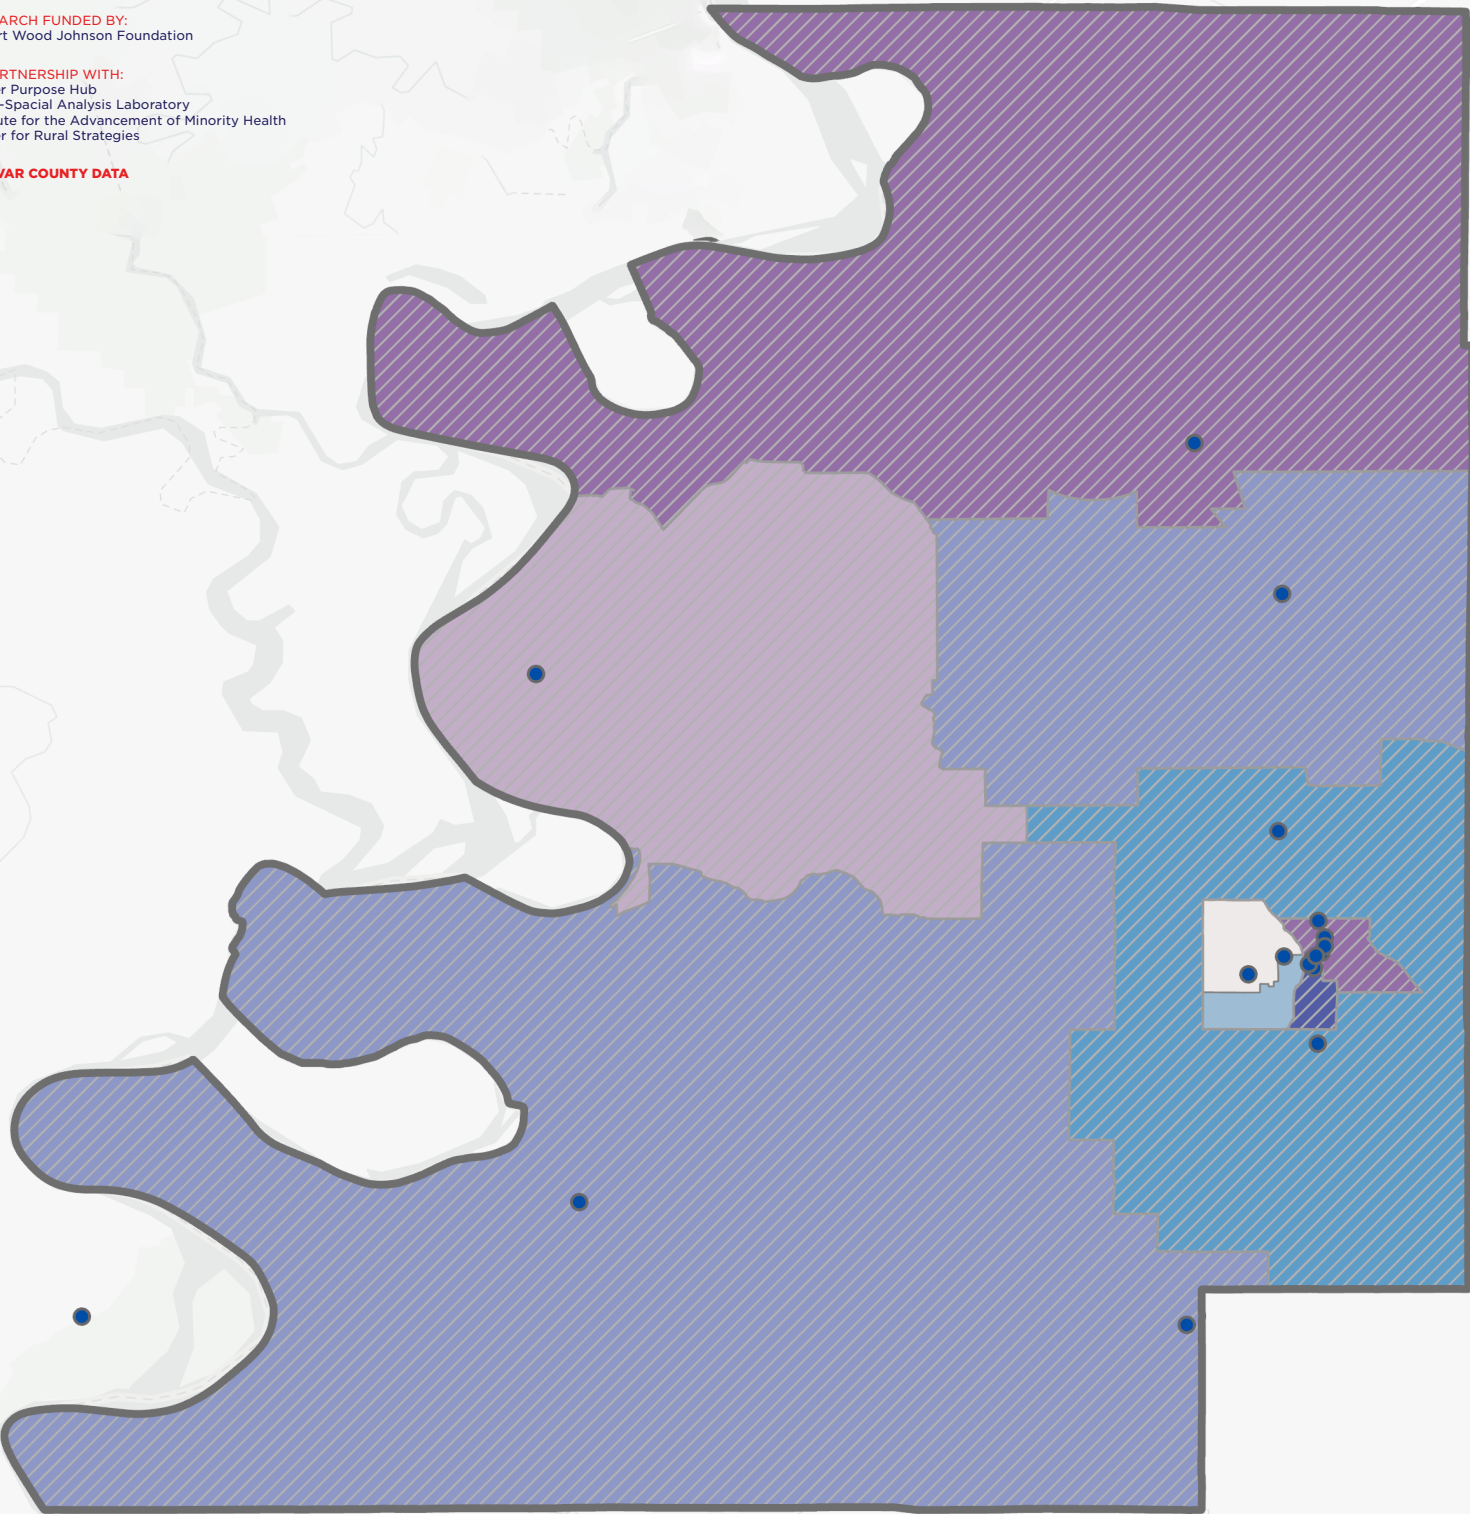 ARCH FUNDED BY:
rt Wood Johnson Foundation
RTNERSHIP WITH:
r Purpose Hub
-Spacial Analysis Laboratory
ute for the Advancement of Minority Health
r for Rural Strategies
VAR COUNTY DATA